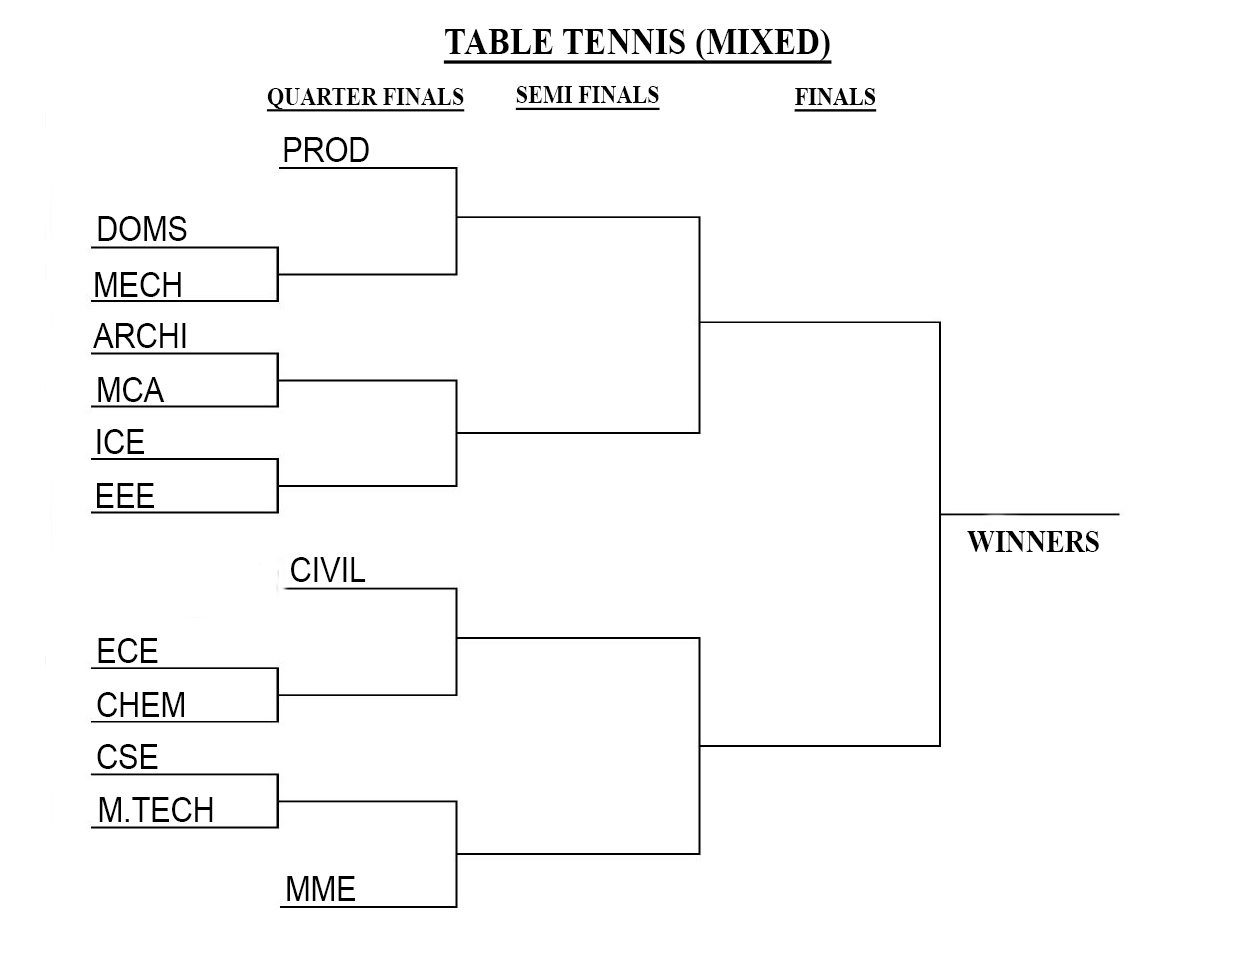 TABLE TENNIS (MIXED)
QUARTER FINALS
SEMI FINALS
FINALS
PROD
DOMS
MECH
ARCHI
MCA
ICE
EEE
WINNERS
CIVIL
ECE
CHEM
CSE
M.TECH
MME